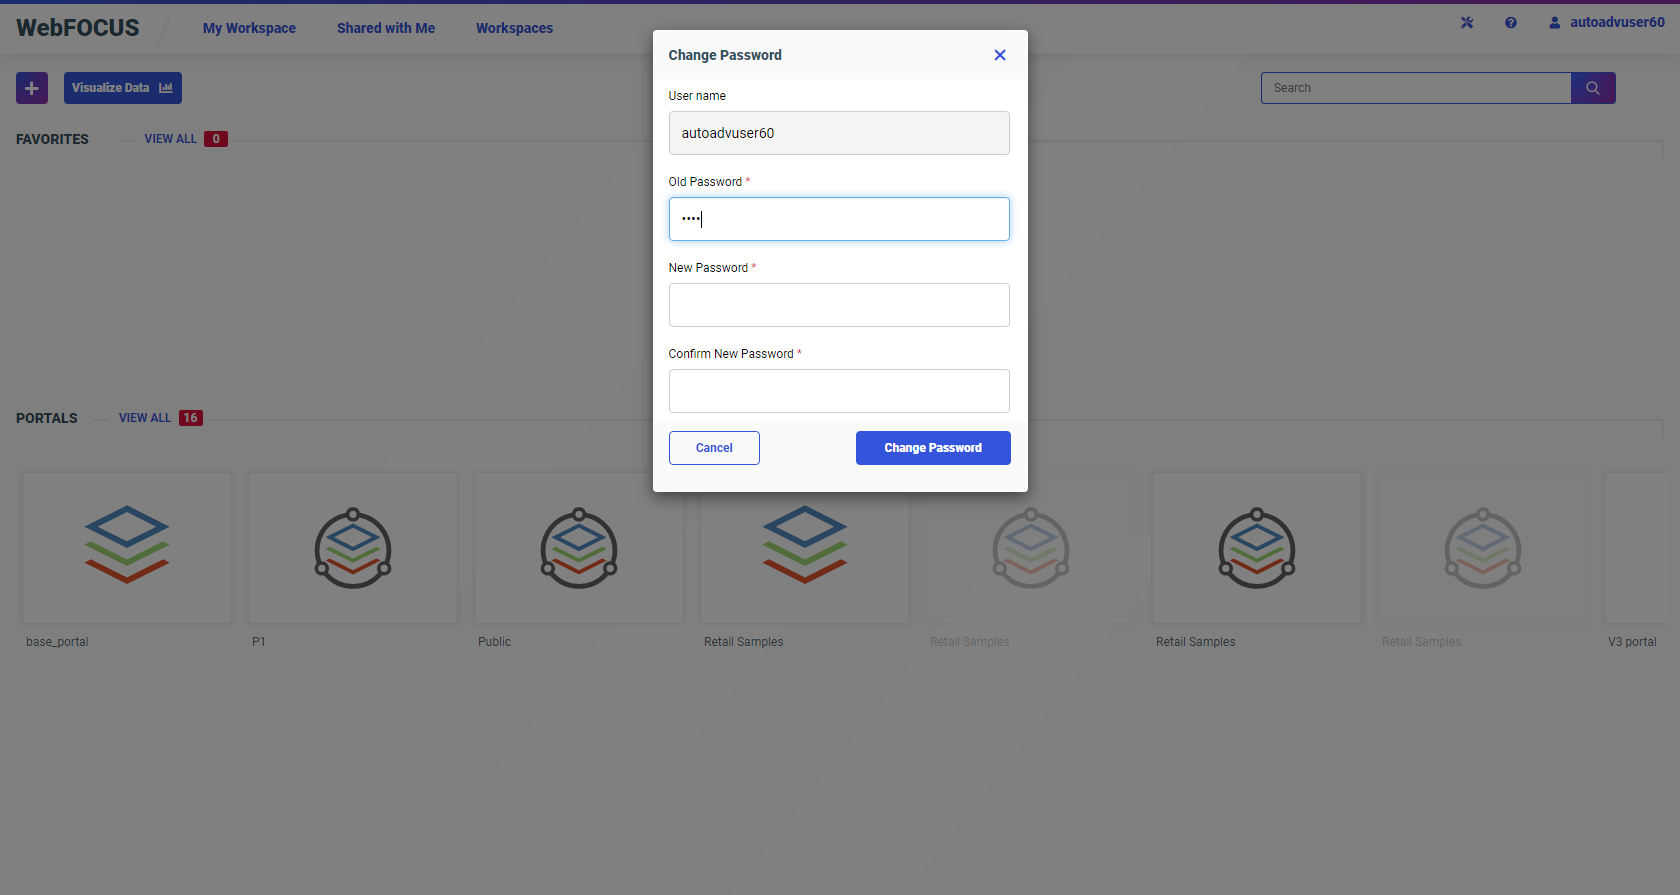 WebFOCUS
My Workspace
Shared with Me
Workspaces
autoadvuser60
Visualize Data
Search
FAVORITES
VIEW ALL 0
Change Password
User name
autoadvuser60
Old Password *
••••
New Password *
Confirm New Password *
Cancel
Change Password
PORTALS
VIEW ALL 16
base_portal
P1
Public
Retail Samples
Retail Samples
Retail Samples
Retail Samples
V3 portal